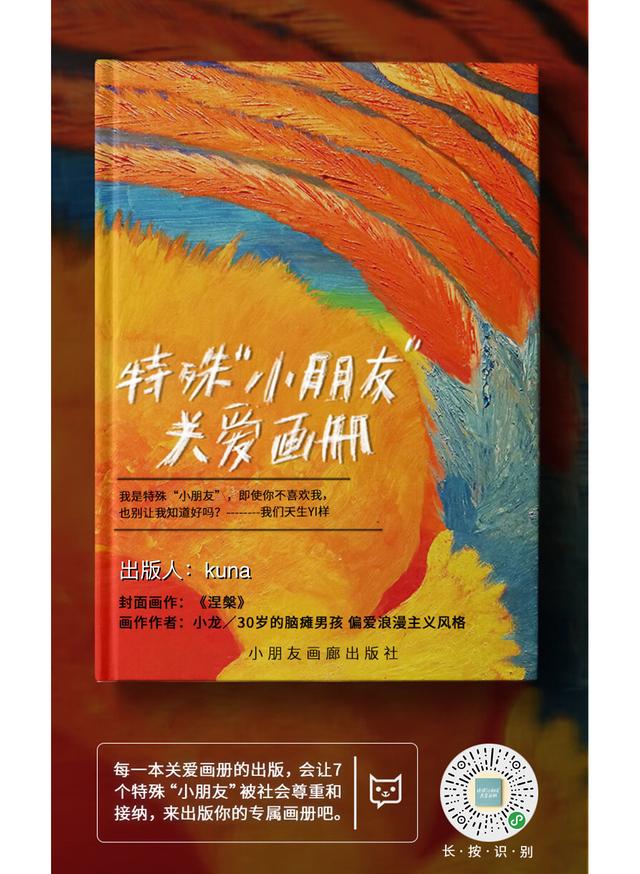 特殊“小朋友”
关爱画册
我是特殊“小朋友”，即使你不喜欢我，
也别让我知道好吗？--------我们天生YI样
出版人：kuna
封面画作：《涅槃》
画作作者：小龙／30岁的脑瘫男孩 偏爱浪漫主义风格
小朋友画廊出版社
每一本关爱画册的出版，会让7
个特殊“小朋友”被社会尊重和
接纳，来出版你的专属画册吧。
长·按·识·别